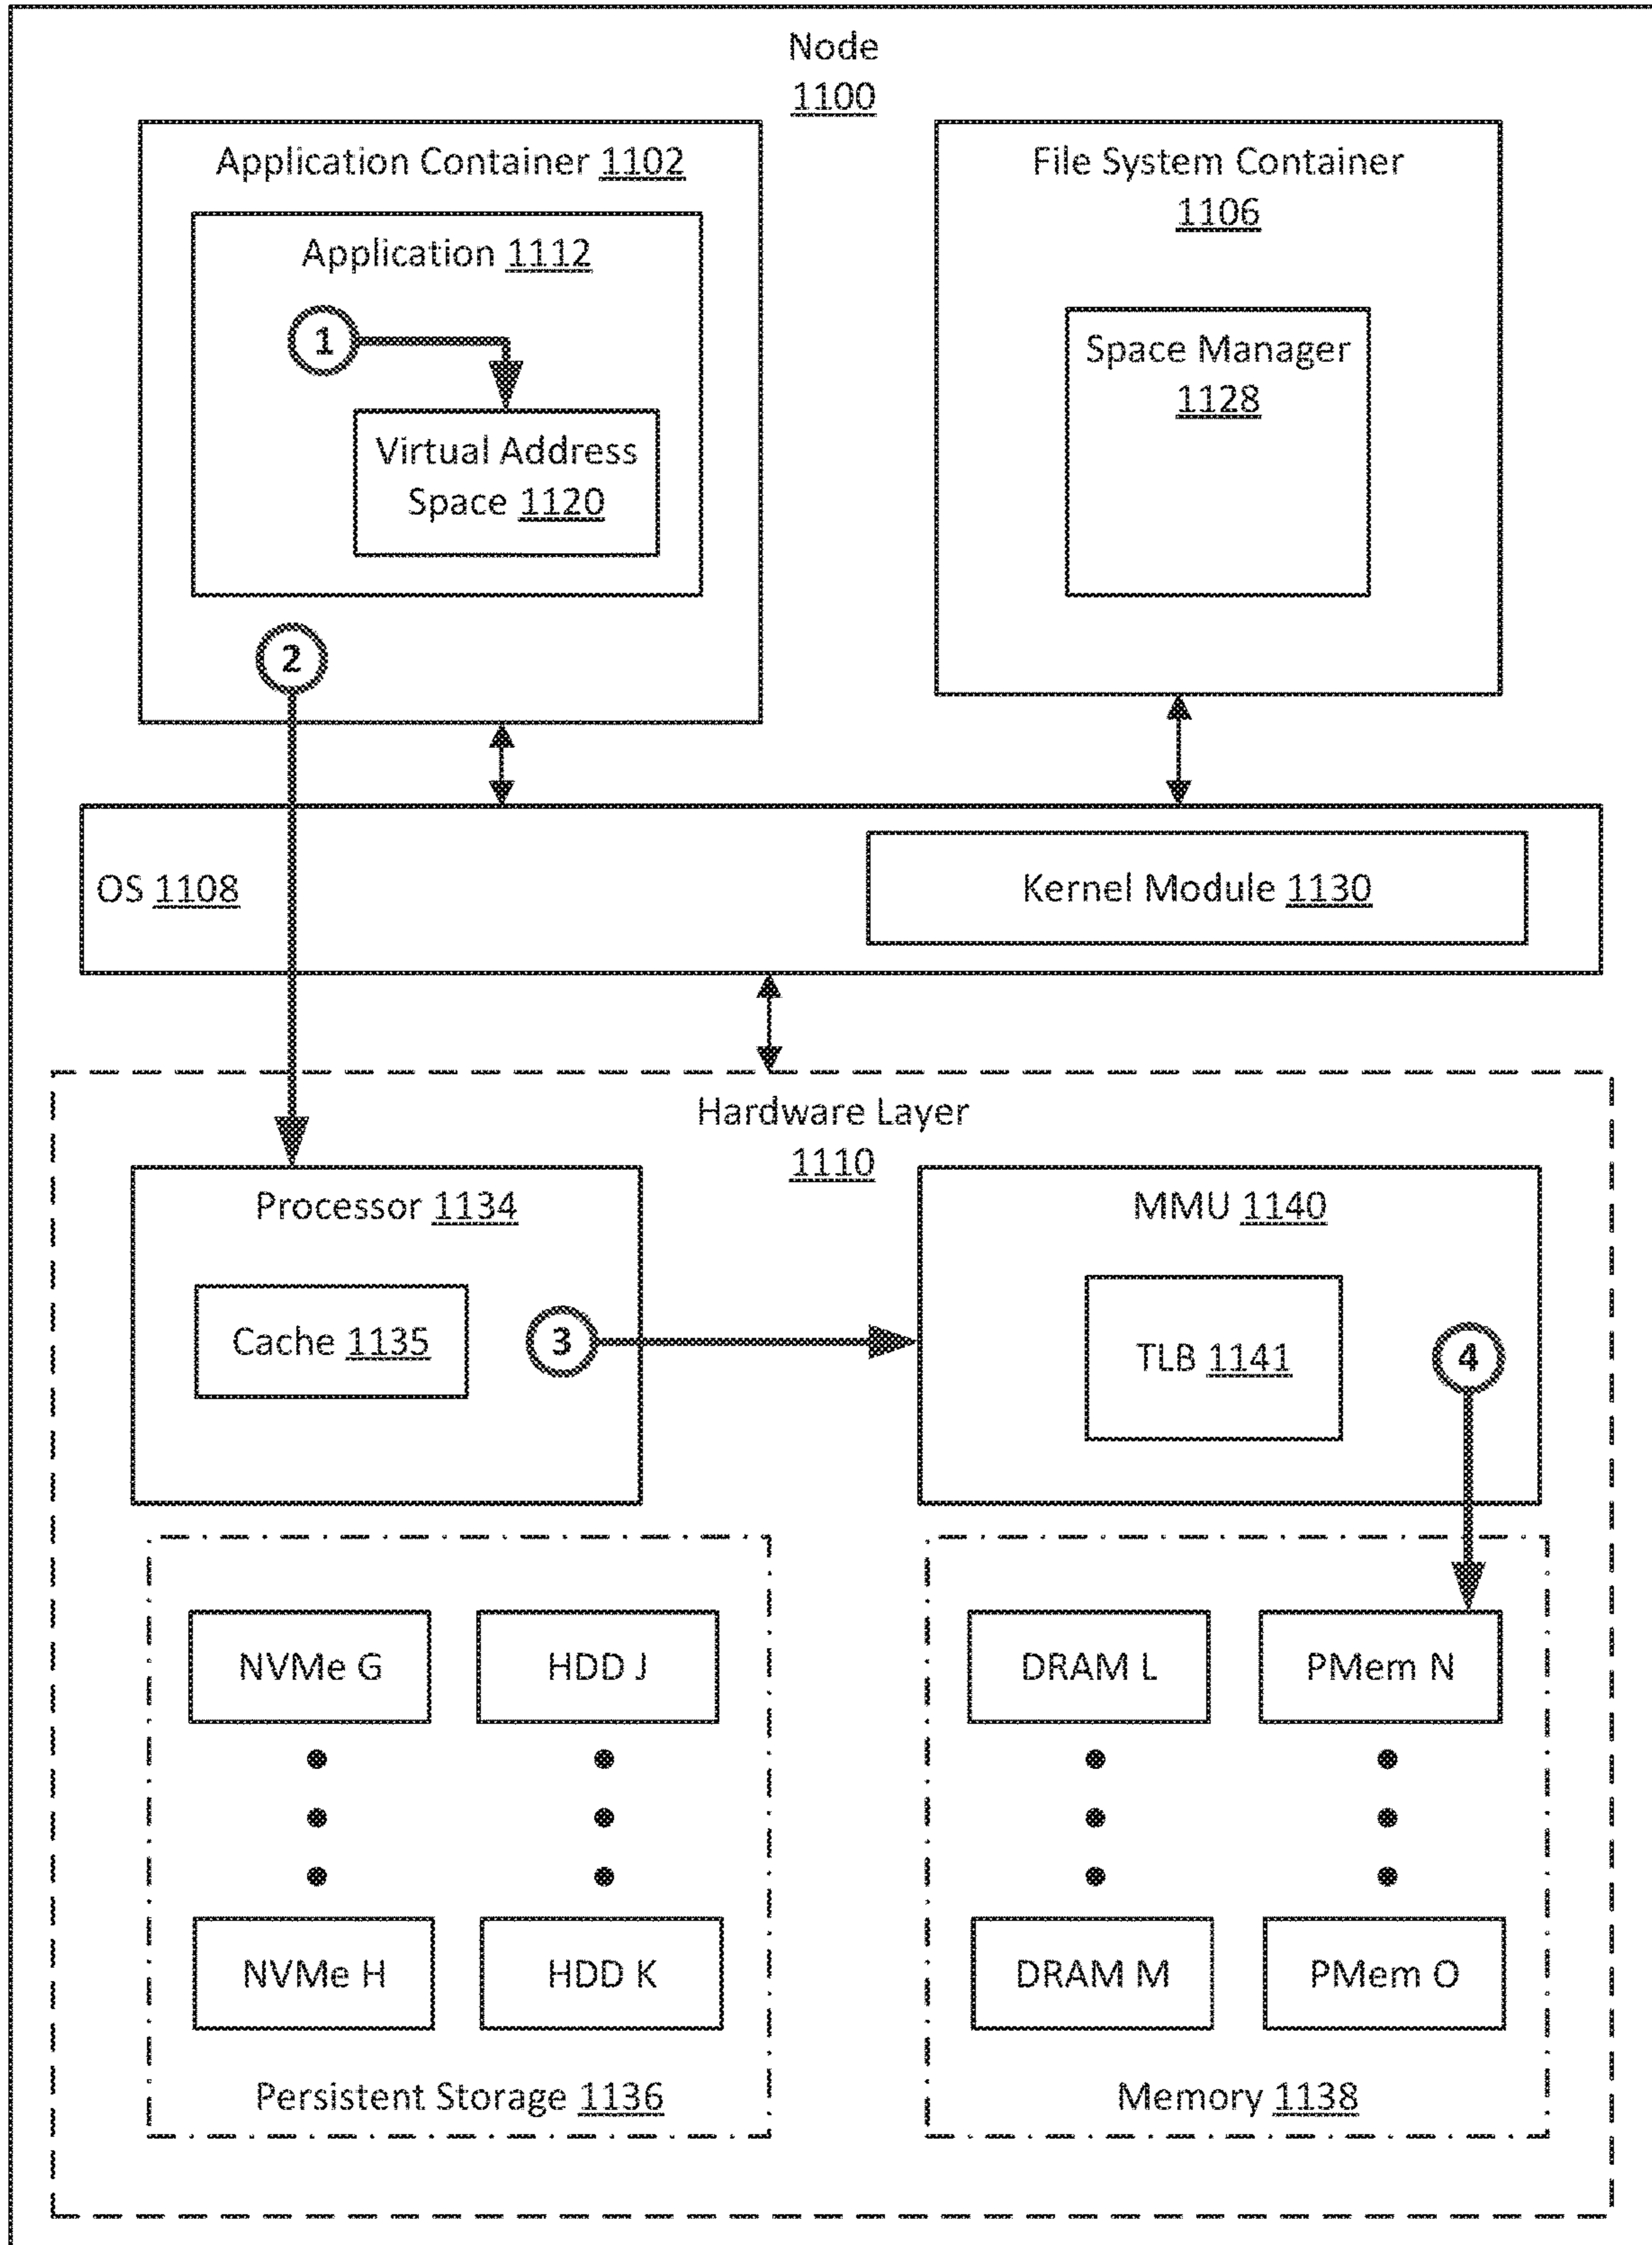 Node
1100
Application Container 1102
Application 1112
1
Virtual Address
Space 1120
2
File System Container
1106
Space Manager
1128
OS 1108
Kernel Module 1130
Hardware Layer
1110
Processor 1134
Cache 1135
3
MMU 1140
TLB 1141
4
NVMe G
HDD J
NVMe H
HDD K
Persistent Storage 1136
DRAM L
PMem N
DRAM M
PMem O
Memory 1138